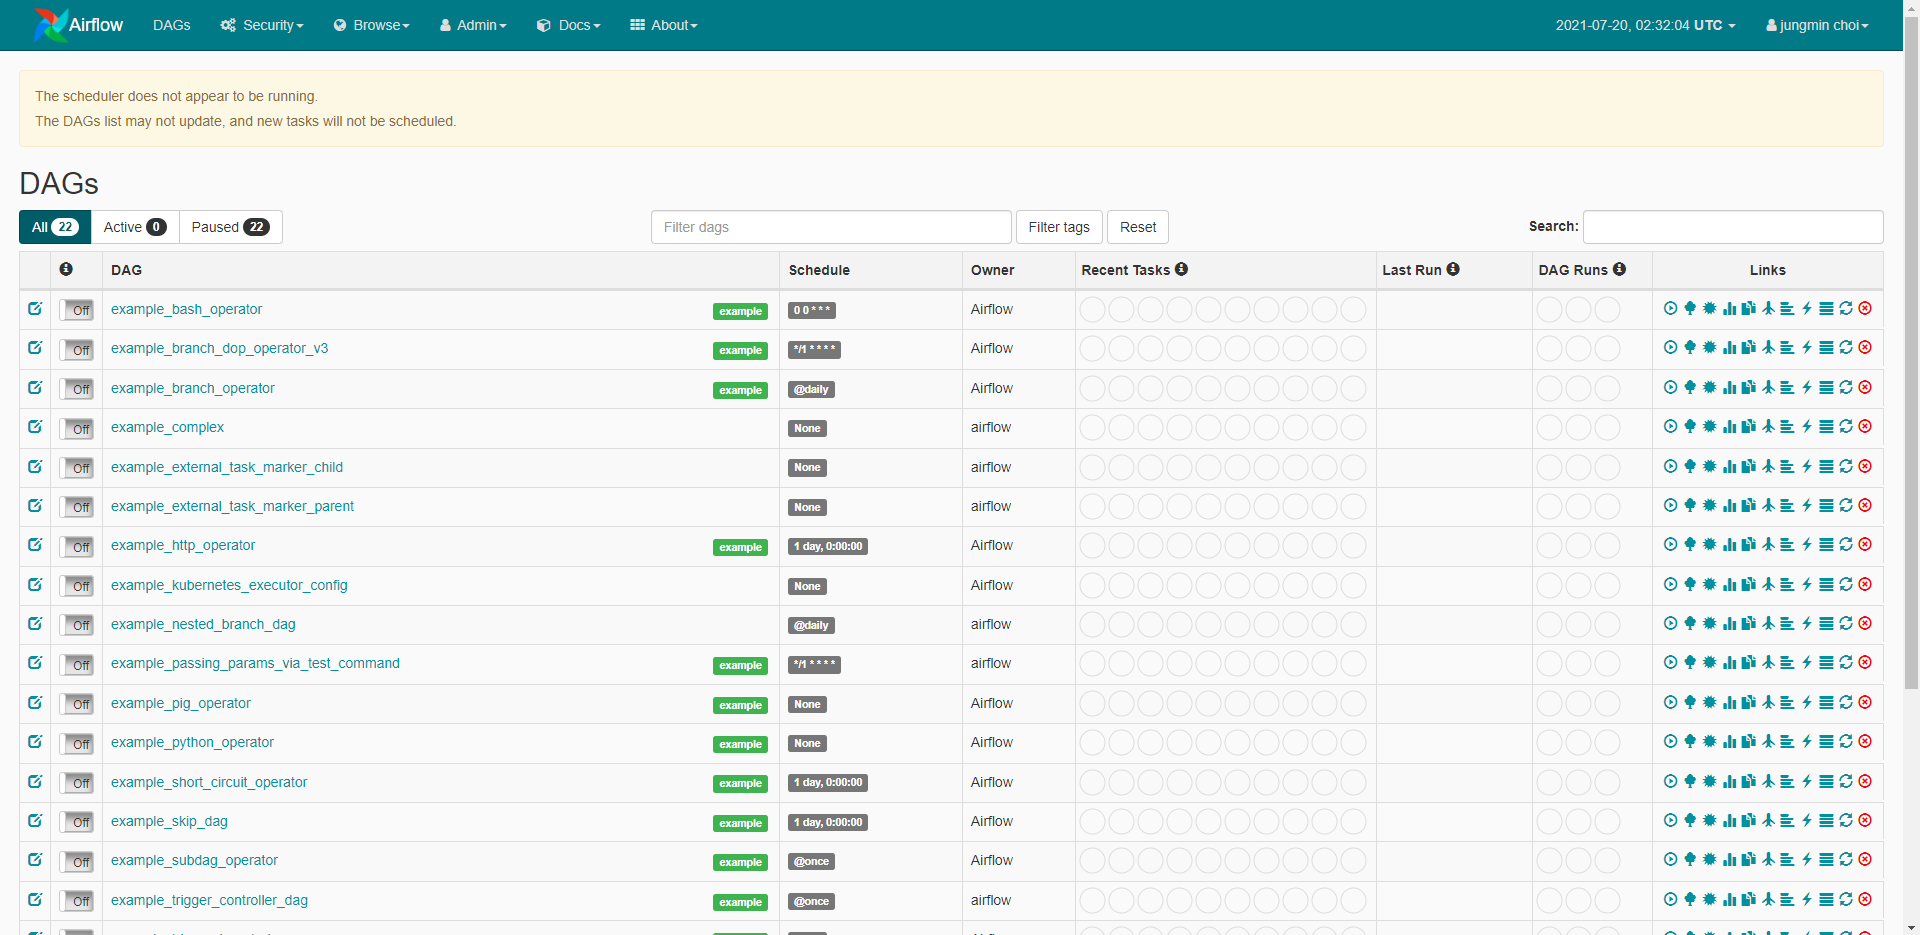 Airflow DAGs Security Browse Admin Docs About 2021-07-20, 02:32:04 UTC jungmin choi
The scheduler does not appear to be running.
The DAGs list may not update, and new tasks will not be scheduled.
DAGs
All 22 Active 0 Paused 22 Filter dags Filter tags Reset Search:
DAG Schedule Owner Recent Tasks Last Run DAG Runs Links
Off example_bash_operator example 0 0 * * * Airflow
Off example_branch_dop_operator_v3 example */1 * * * * Airflow
Off example_branch_operator example @daily Airflow
Off example_complex None airflow
Off example_external_task_marker_child None airflow
Off example_external_task_marker_parent None airflow
Off example_http_operator example 1 day, 0:00:00 Airflow
Off example_kubernetes_executor_config None Airflow
Off example_nested_branch_dag @daily airflow
Off example_passing_params_via_test_command example */1 * * * * airflow
Off example_pig_operator example None Airflow
Off example_python_operator example None Airflow
Off example_short_circuit_operator example 1 day, 0:00:00 Airflow
Off example_skip_dag example 1 day, 0:00:00 Airflow
Off example_subdag_operator example @once Airflow
Off example_trigger_controller_dag example @once airflow